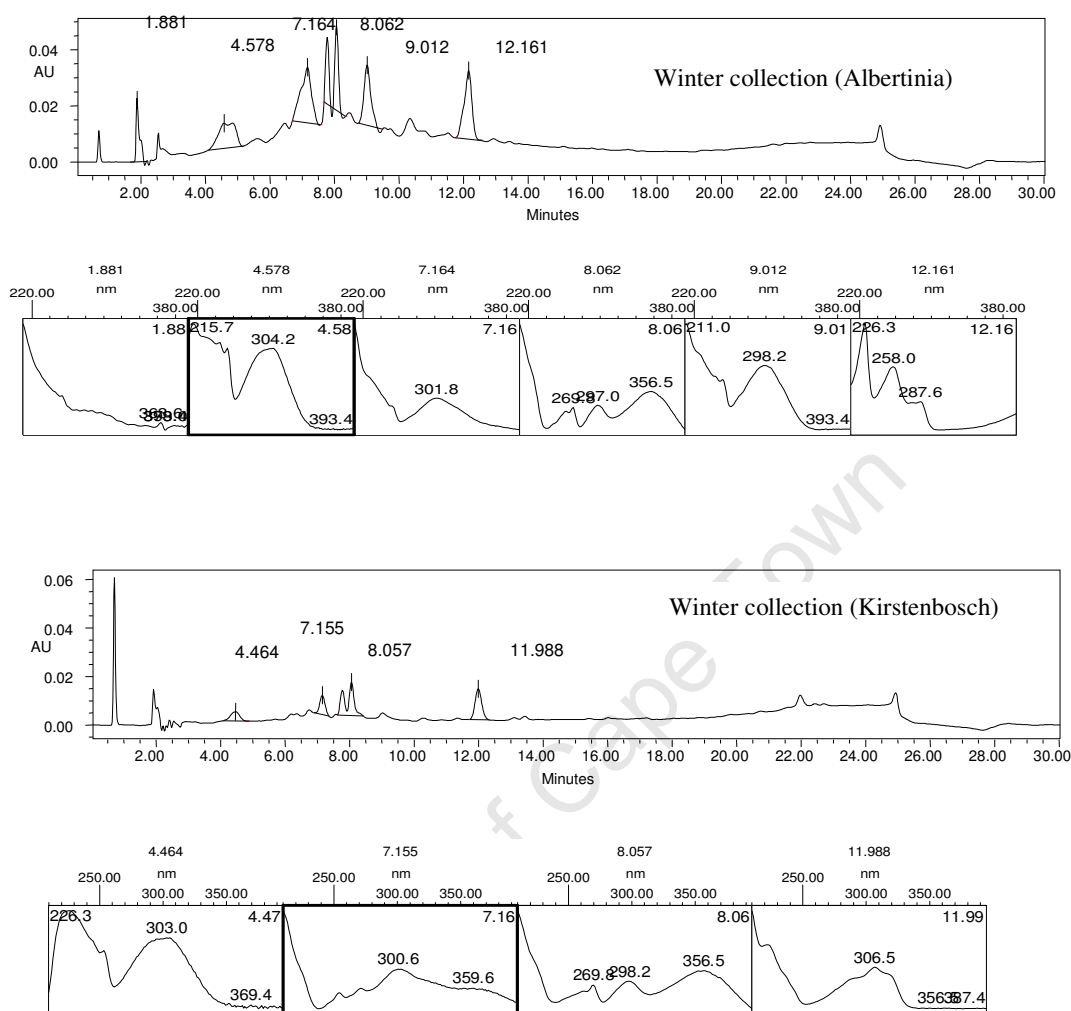 1.881 7.164 8.062
4.578 9.012 12.161
0.04
AU
Winter collection (Albertinia)
0.02
0.00
2.00 4.00 6.00 8.00 10.00 12.00 14.00 16.00 18.00 20.00 22.00 24.00 26.00 28.00 30.00
Minutes
1.881 4.578 7.164 8.062 9.012 12.161
nm nm nm nm nm nm
220.00 220.00 220.00 220.00 220.00 220.00
380.00 380.00 380.00 380.00 380.00 380.00
1.88 215.7 4.58 7.16 8.06 211.0 9.01 226.3 12.16
304.2 301.8 269.8 297.0 356.5 298.2 258.0
287.6
393.4 393.4
0.06
Winter collection (Kirstenbosch)
0.04
7.155
AU
4.464 8.057 11.988
0.02
0.00
2.00 4.00 6.00 8.00 10.00 12.00 14.00 16.00 18.00 20.00 22.00 24.00 26.00 28.00 30.00
Minutes
4.464 7.155 8.057 11.988
nm nm nm nm
250.00 350.00 250.00 350.00 250.00 350.00 250.00 350.00
300.00 300.00 300.00 300.00
226.3 4.47 7.16 8.06 11.99
303.0 300.6 359.6 269.8 298.2 356.5 306.5
369.4 387.4
f Cape Town